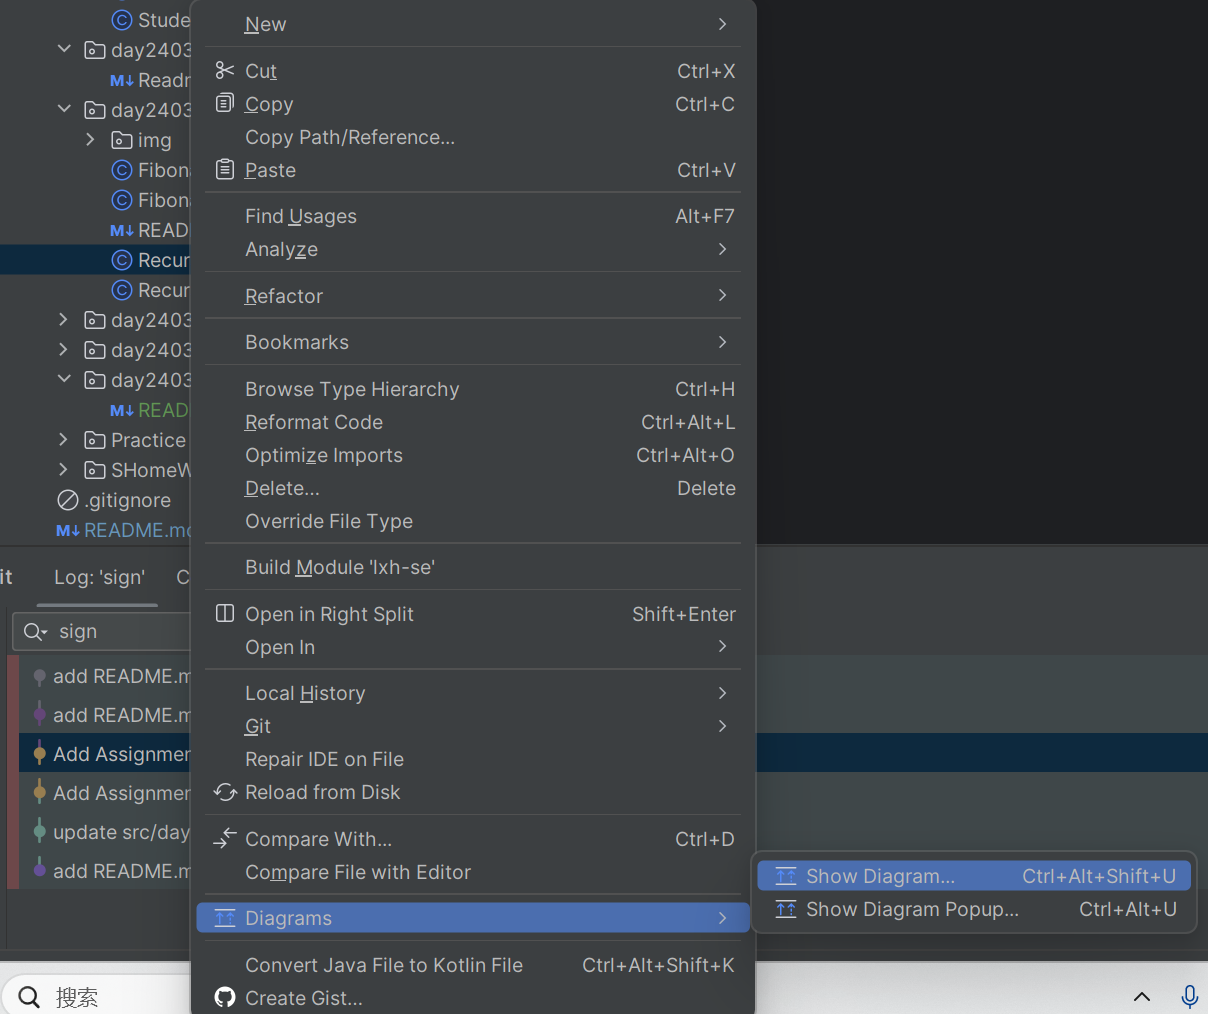 Stude
day2403
Readm
day2403
img
Fibon
Fibon
READ
Recur
Recur
day2403
day2403
day2403
READ
Practice
SHomeW
.gitignore
README.md
it
Log: 'sign'
C
sign
add README.m
add README.m
Add Assignmen
Add Assignmen
update src/day
add README.m
New
Cut Ctrl+X
Copy Ctrl+C
Copy Path/Reference...
Paste Ctrl+V
Find Usages Alt+F7
Analyze
Refactor
Bookmarks
Browse Type Hierarchy Ctrl+H
Reformat Code Ctrl+Alt+L
Optimize Imports Ctrl+Alt+O
Delete... Delete
Override File Type
Build Module 'lxh-se'
Open in Right Split Shift+Enter
Open In
Local History
Git
Repair IDE on File
Reload from Disk
Compare With... Ctrl+D
Compare File with Editor
Diagrams
Show Diagram... Ctrl+Alt+Shift+U
Show Diagram Popup... Ctrl+Alt+U
Convert Java File to Kotlin File Ctrl+Alt+Shift+K
Create Gist...
搜索